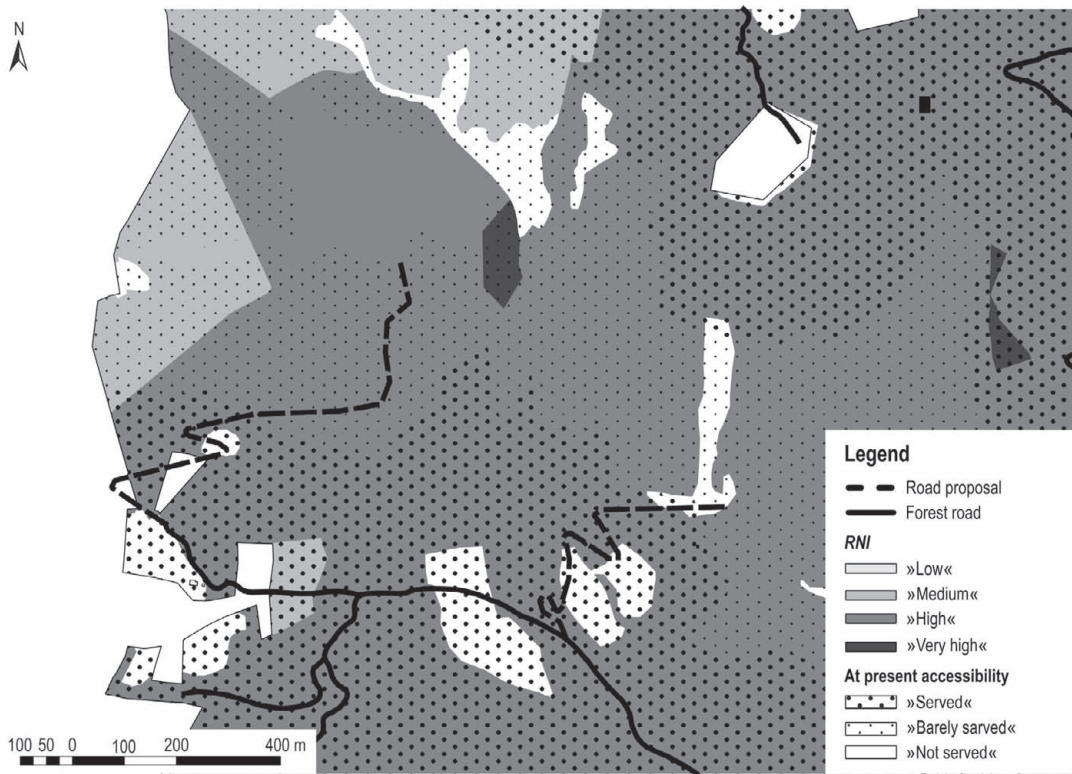 N
Legend
Road proposal
Forest road
RNI
»Low«
»Medium«
»High«
»Very high«
At present accessibility
»Served«
»Barely sarved«
»Not served«
100 50 0 100 200 400 m